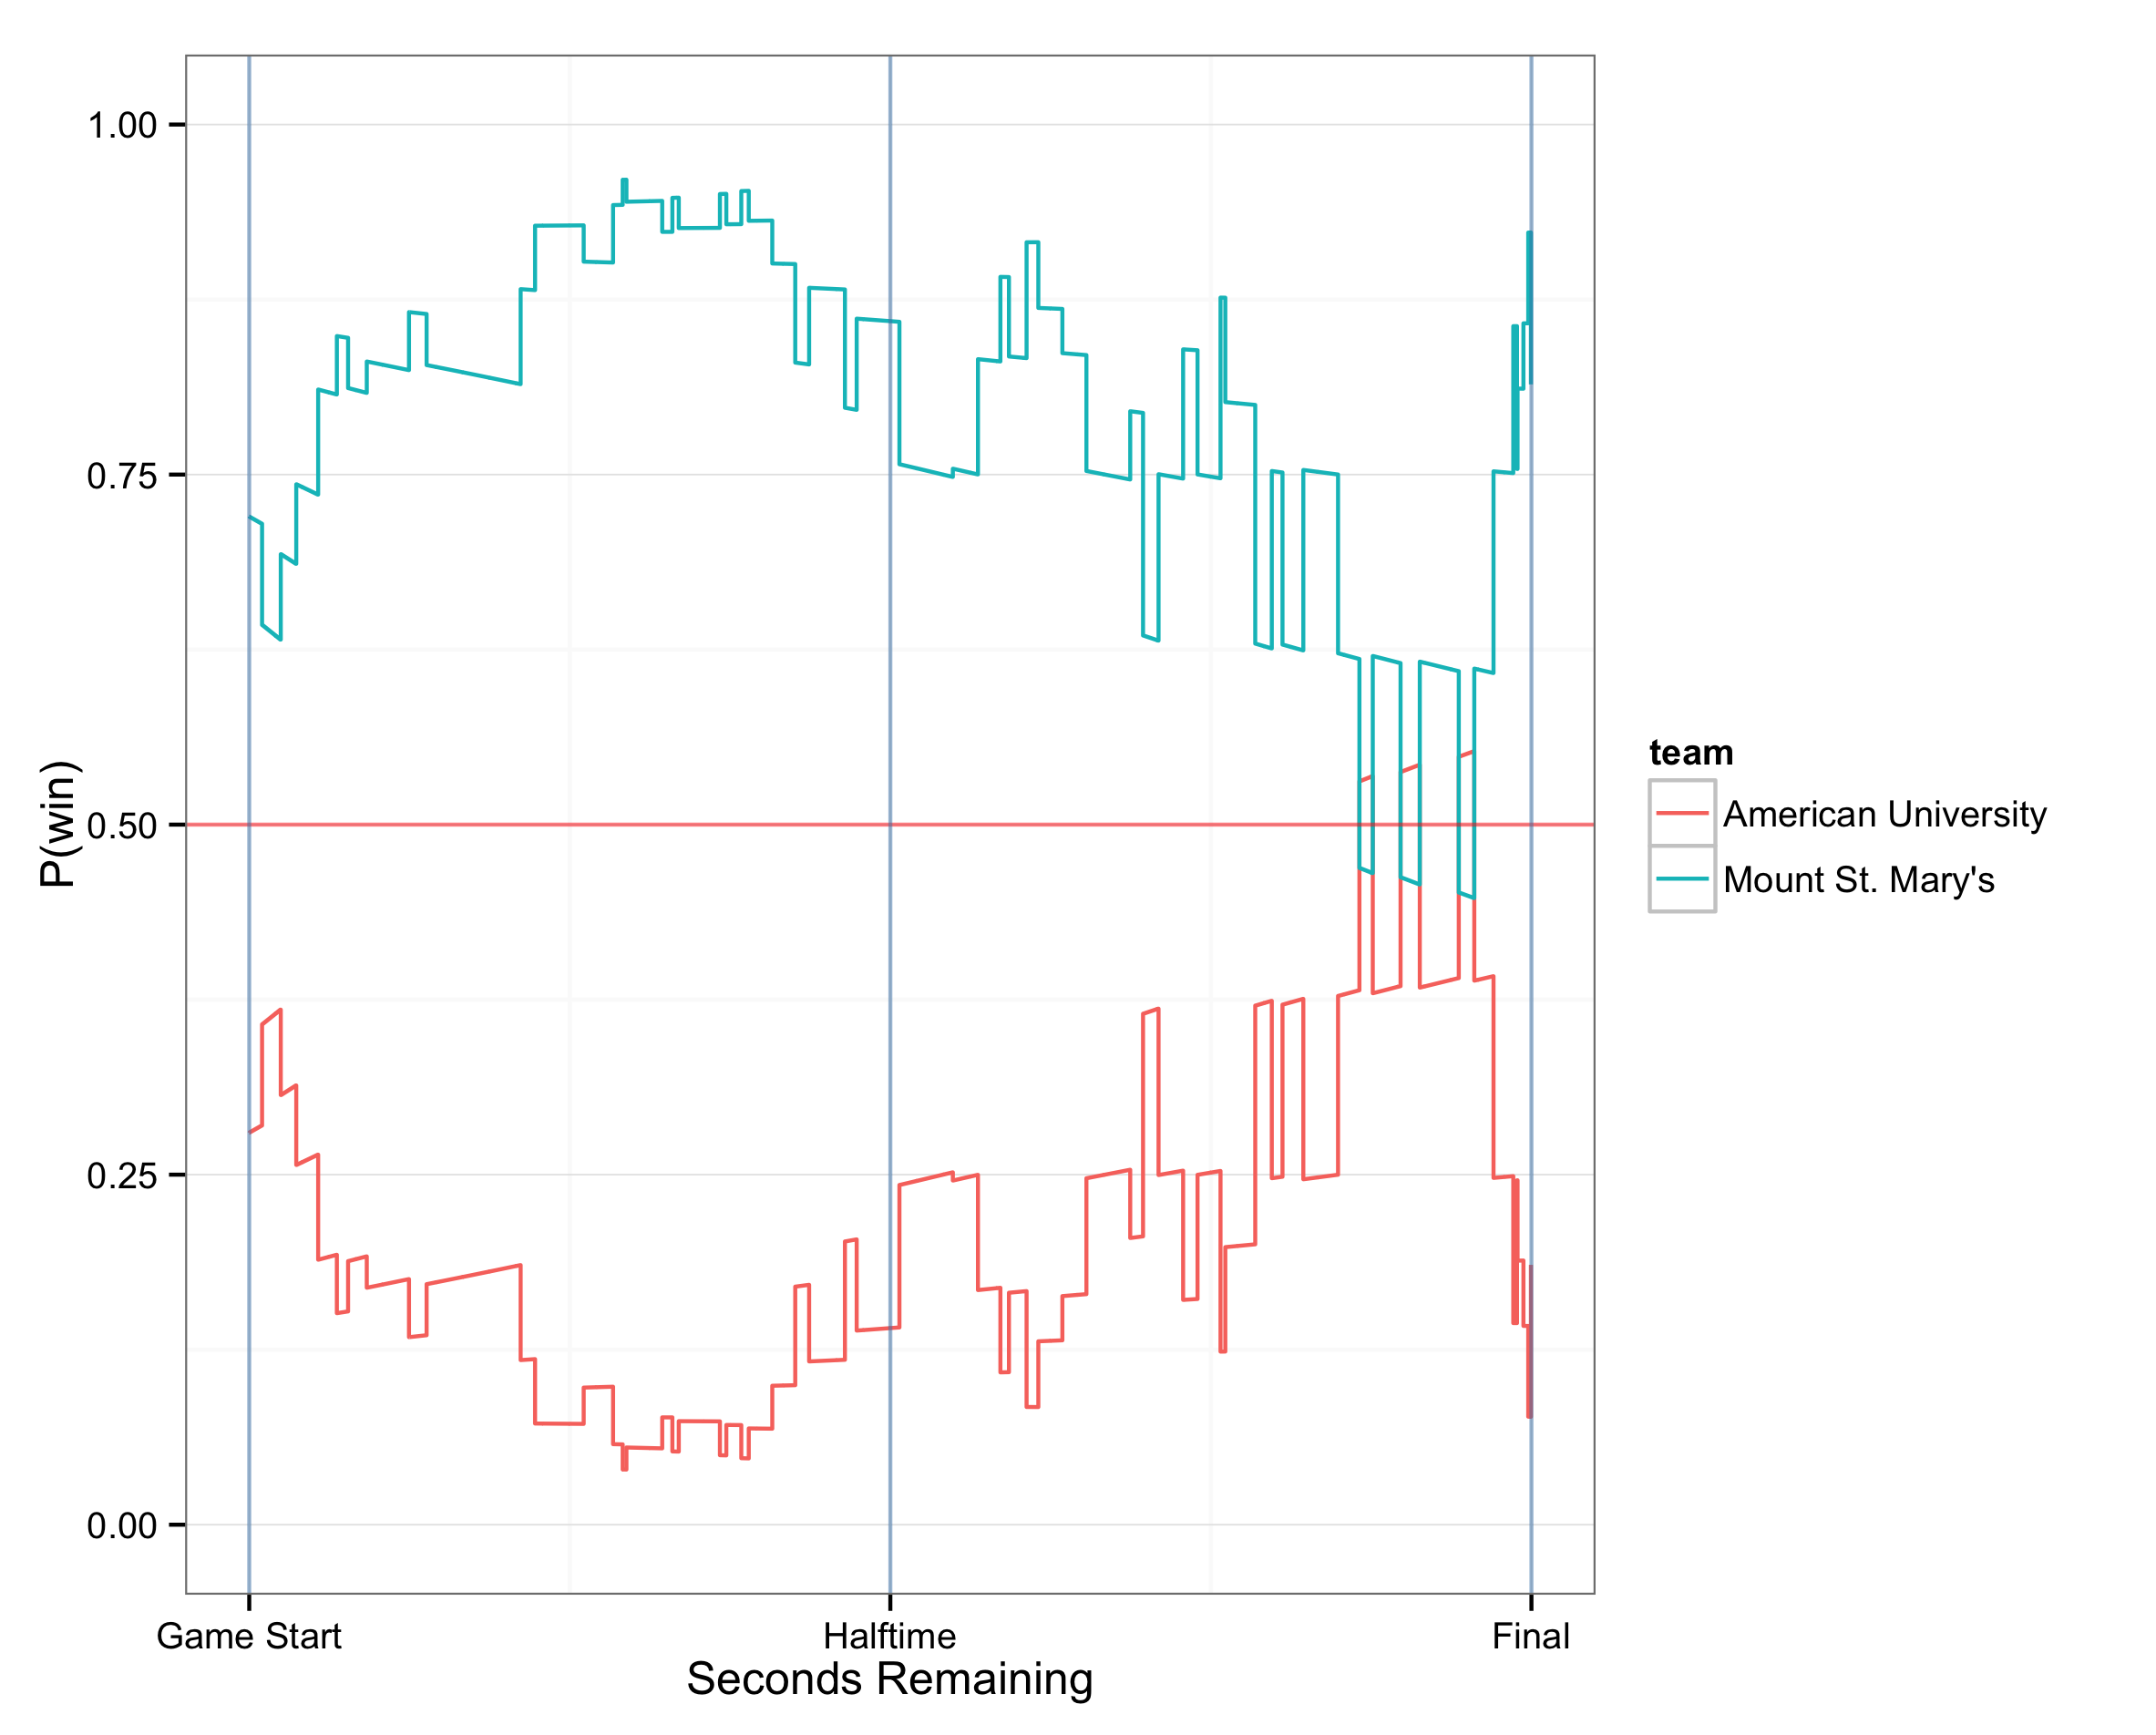 1.00
0.75
0.50
0.25
0.00
P(win)
Game Start
Halftime
Final
Seconds Remaining
team
American University
Mount St. Mary's